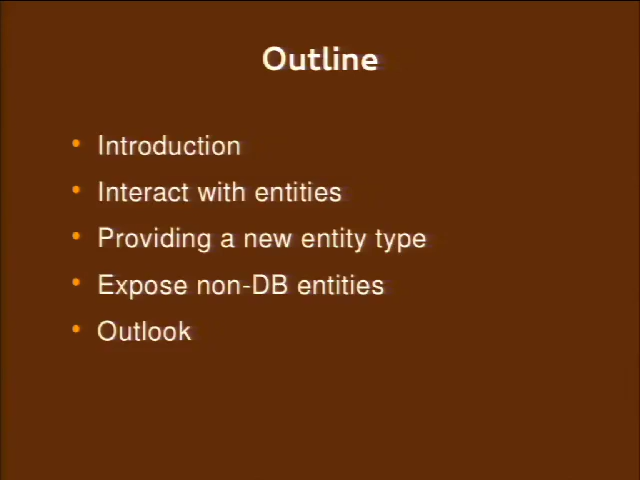 Outline
• Introduction
• Interact with entities
• Providing a new entity type
• Expose non-DB entities
• Outlook